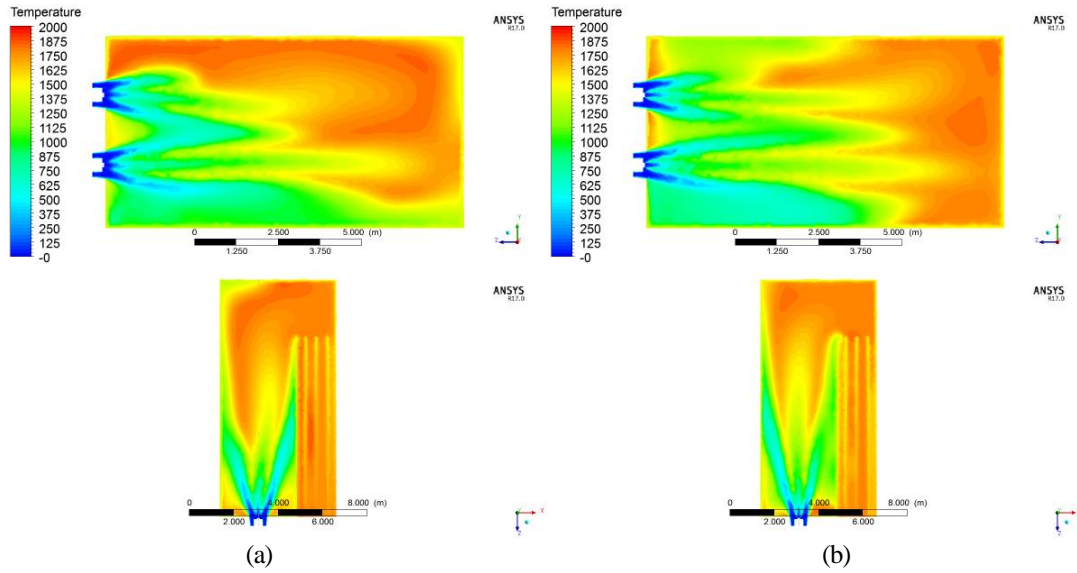 Temperature
2000
1875
1750
1625
1500
1375
1250
1125
1000
875
750
625
500
375
250
125
-0
ANSYS
R17.0
0 2.500 5.000 (m)
1.250 3.750
Z Y
Temperature
2000
1875
1750
1625
1500
1375
1250
1125
1000
875
750
625
500
375
250
125
-0
ANSYS
R17.0
0 2.500 5.000 (m)
1.250 3.750
Z Y
ANSYS
R17.0
0 4.000 8.000 (m)
2.000 6.000
Y X
Z
ANSYS
R17.0
0 4.000 8.000 (m)
2.000 6.000
Z
(a)
(b)